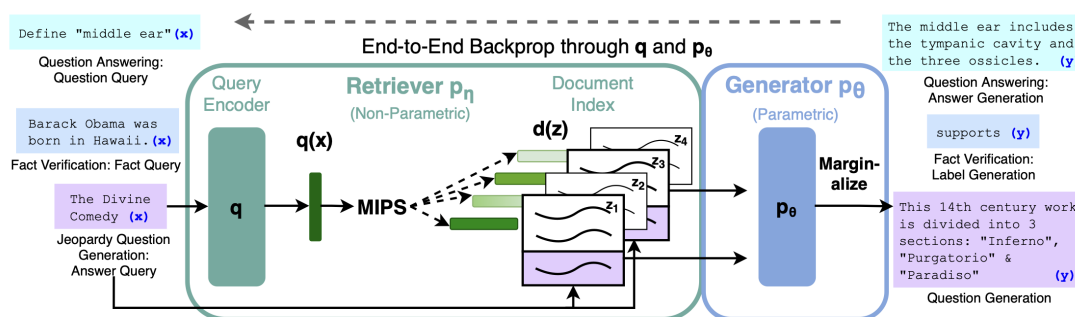 Define "middle ear" (x)
Question Answering:
Question Query
Barack Obama was
born in Hawaii. (x)
Fact Verification: Fact Query
The Divine
Comedy (x)
Jeopardy Question
Generation:
Answer Query
End-to-End Backprop through q and pθ
Query
Encoder
q
Retriever pη
(Non-Parametric)
q(x)
MIPS
Document
Index
d(z)
z4
z3
z2
z1
Generator pθ
(Parametric)
pθ
Margin-
alize
The middle ear includes
the tympanic cavity and
the three ossicles. (y)
Question Answering:
Answer Generation
supports (y)
Fact Verification:
Label Generation
This 14th century work
is divided into 3
sections: "Inferno",
"Purgatorio" &
"Paradiso" (y)
Question Generation